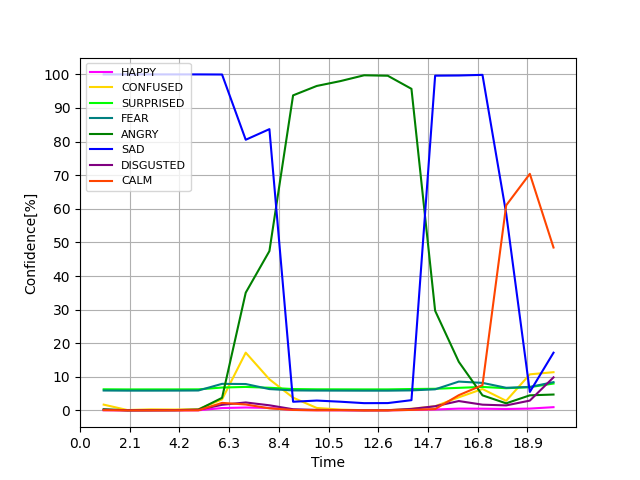 HAPPY
CONFUSED
SURPRISED
FEAR
ANGRY
SAD
DISGUSTED
CALM
Confidence[%]
100
90
80
70
60
50
40
30
20
10
0
0.0 2.1 4.2 6.3 8.4 10.5 12.6 14.7 16.8 18.9
Time